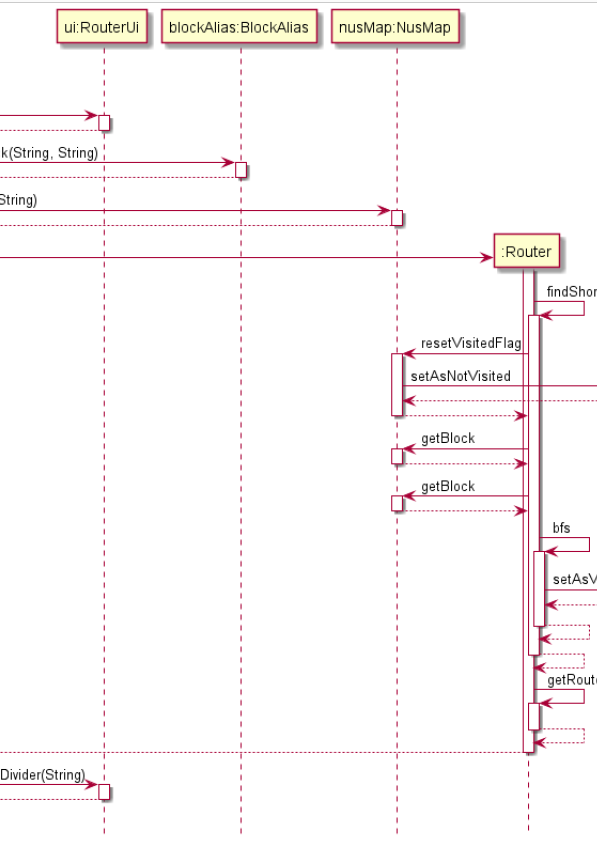 ui:RouterUi
blockAlias:BlockAlias
nusMap:NusMap
k(String, String)
String)
:Router
findShor
resetVisitedFlag
setAsNotVisited
getBlock
getBlock
bfs
setAsV
getRoute
Divider(String)